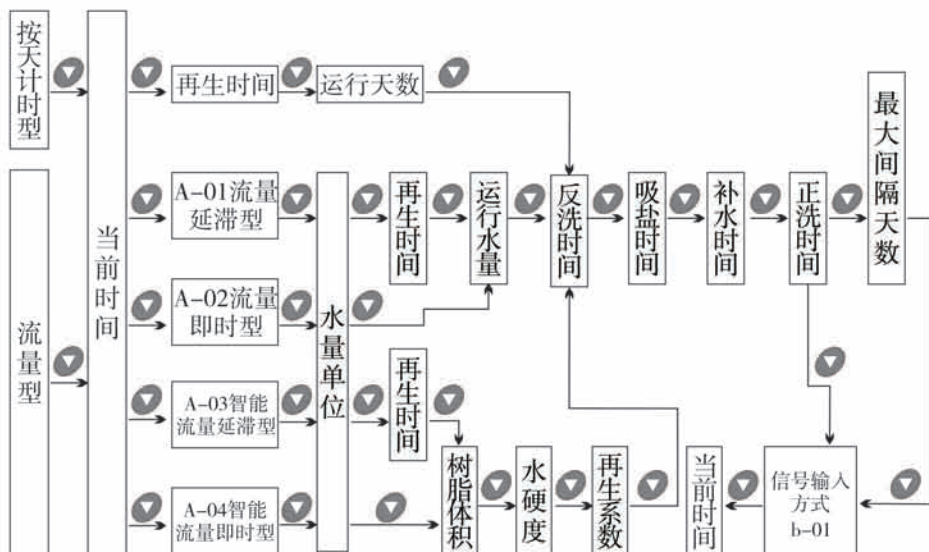 按天计时型
流量型
当前时间
再生时间
运行天数
A-01流量
延滞型
A-02流量
即时型
A-03智能
流量延滞型
A-04智能
流量即时型
水量单位
再生时间
运行水量
反洗时间
吸盐时间
补水时间
正洗时间
最大间隔天数
再生时间
树脂体积
水硬度
再生系数
当前时间
信号输入
方式
b-01